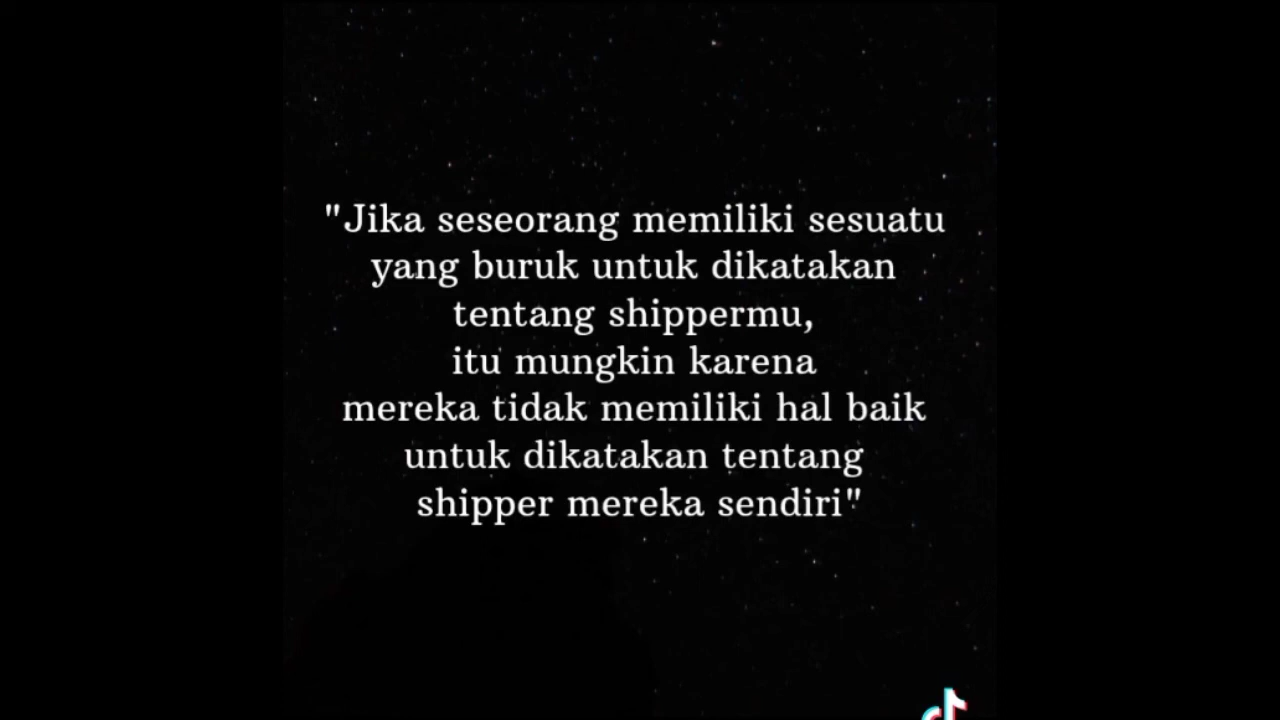 "Jika seseorang memiliki sesuatu
yang buruk untuk dikatakan
tentang shippermu,
itu mungkin karena
mereka tidak memiliki hal baik
untuk dikatakan tentang
shipper mereka sendiri"